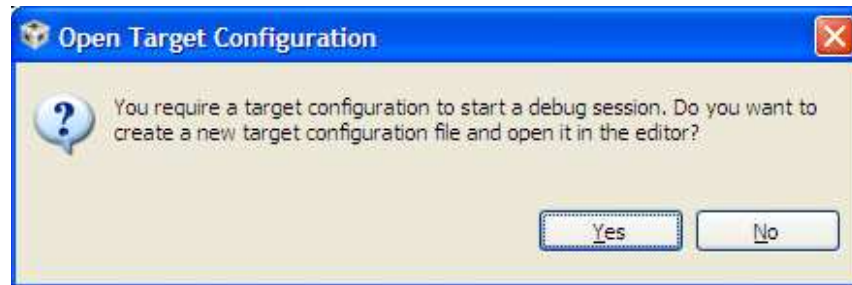 Open Target Configuration
You require a target configuration to start a debug session. Do you want to
create a new target configuration file and open it in the editor?
Yes No